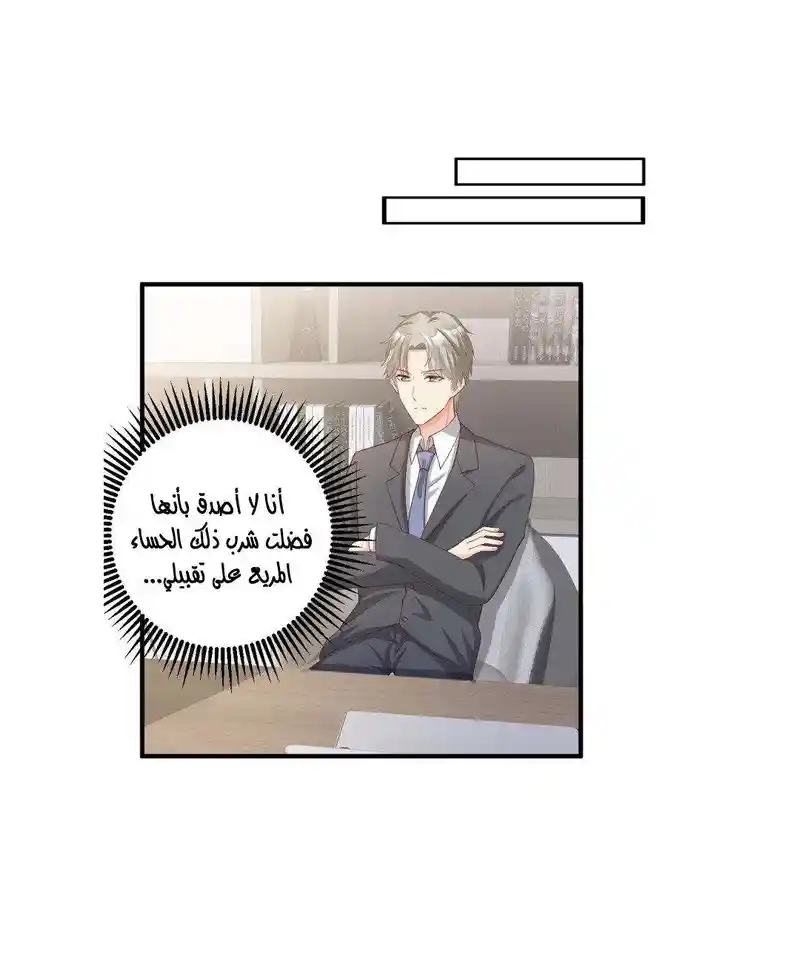 أنا لا أصدق بأنها
فضلت شرب ذلك الحساء
المريع على تقبيلي...